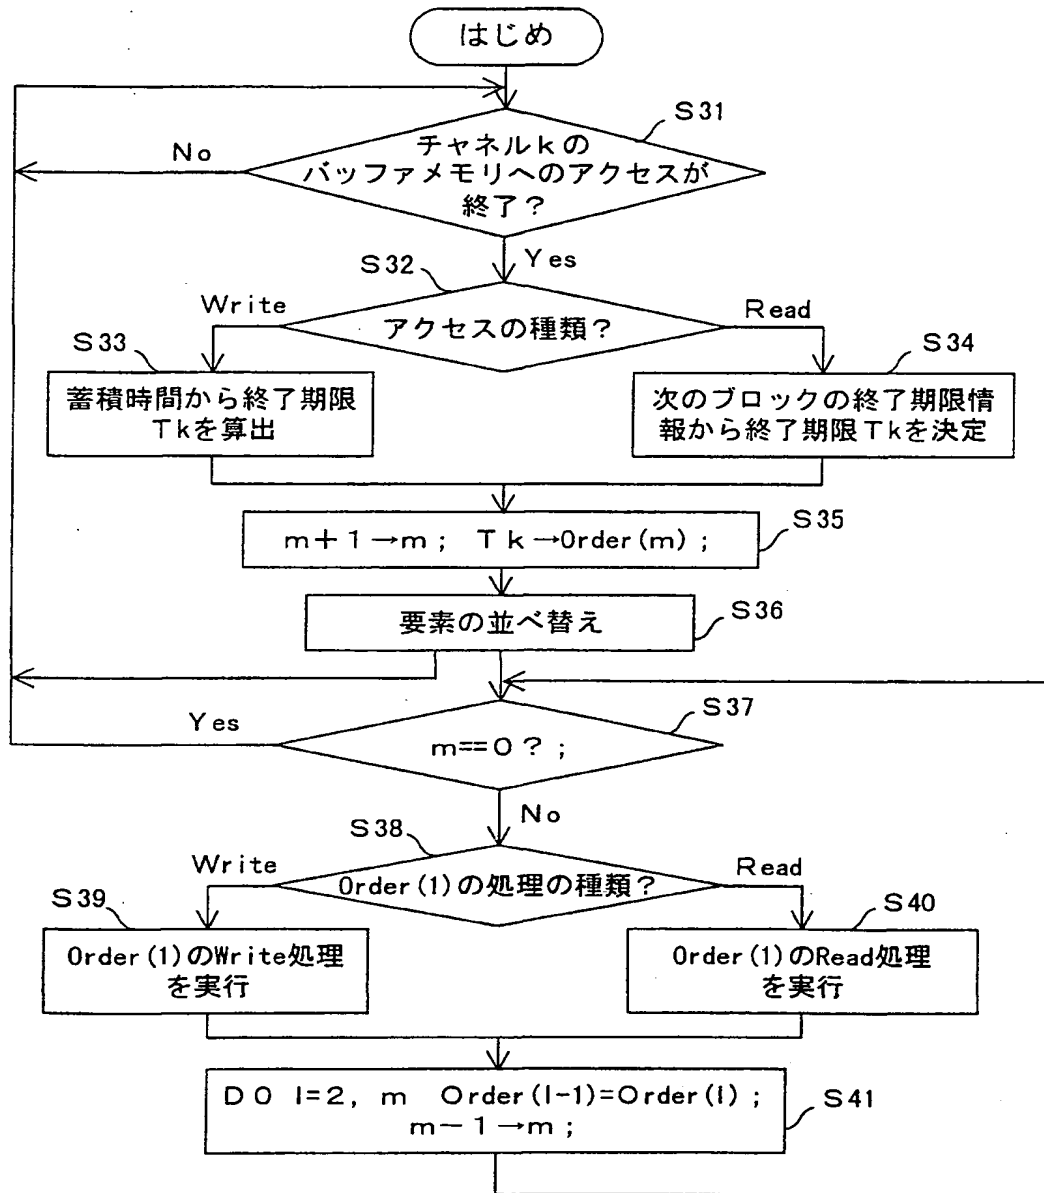 はじめ
S31
チャネルkの
バッファメモリへのアクセスが
終了?
No
Yes
S32
Write
アクセスの種類?
Read
S33
蓄積時間から終了期限
Tkを算出
S34
次のブロックの終了期限情
報から終了期限Tkを決定
S35
m+1→m; Tk→Order(m);
S36
要素の並べ替え
S37
Yes
m==0?;
No
S38
Write
Order(1)の処理の種類?
Read
S39
Order(1)のWrite処理
を実行
S40
Order(1)のRead処理
を実行
S41
DO l=2, m Order(l-1)=Order(l);
m-1→m;